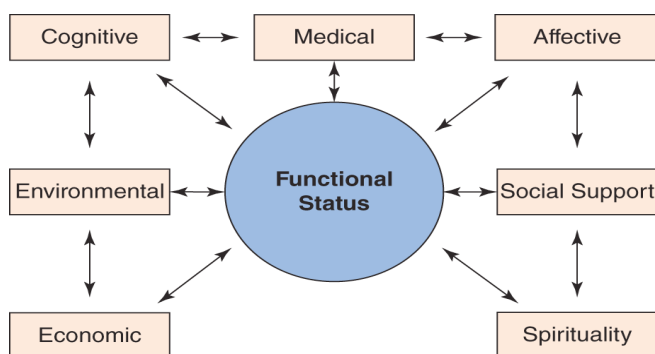 Cognitive
Medical
Affective
Environmental
Functional
Status
Social Support
Economic
Spirituality